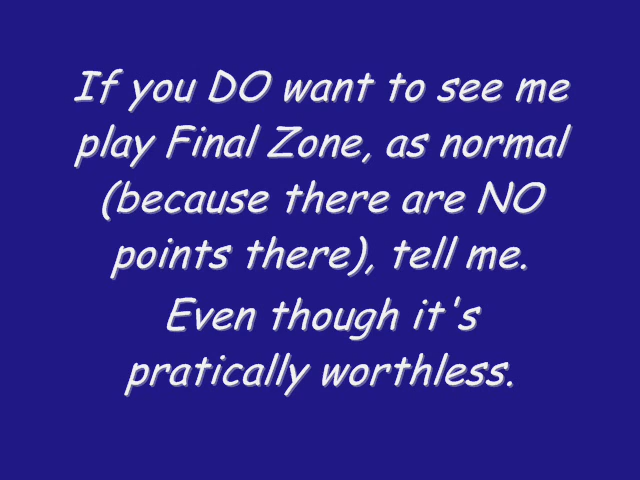 If you DO want to see me
play Final Zone, as normal
(because there are NO
points there), tell me.
Even though it's
pratically worthless.